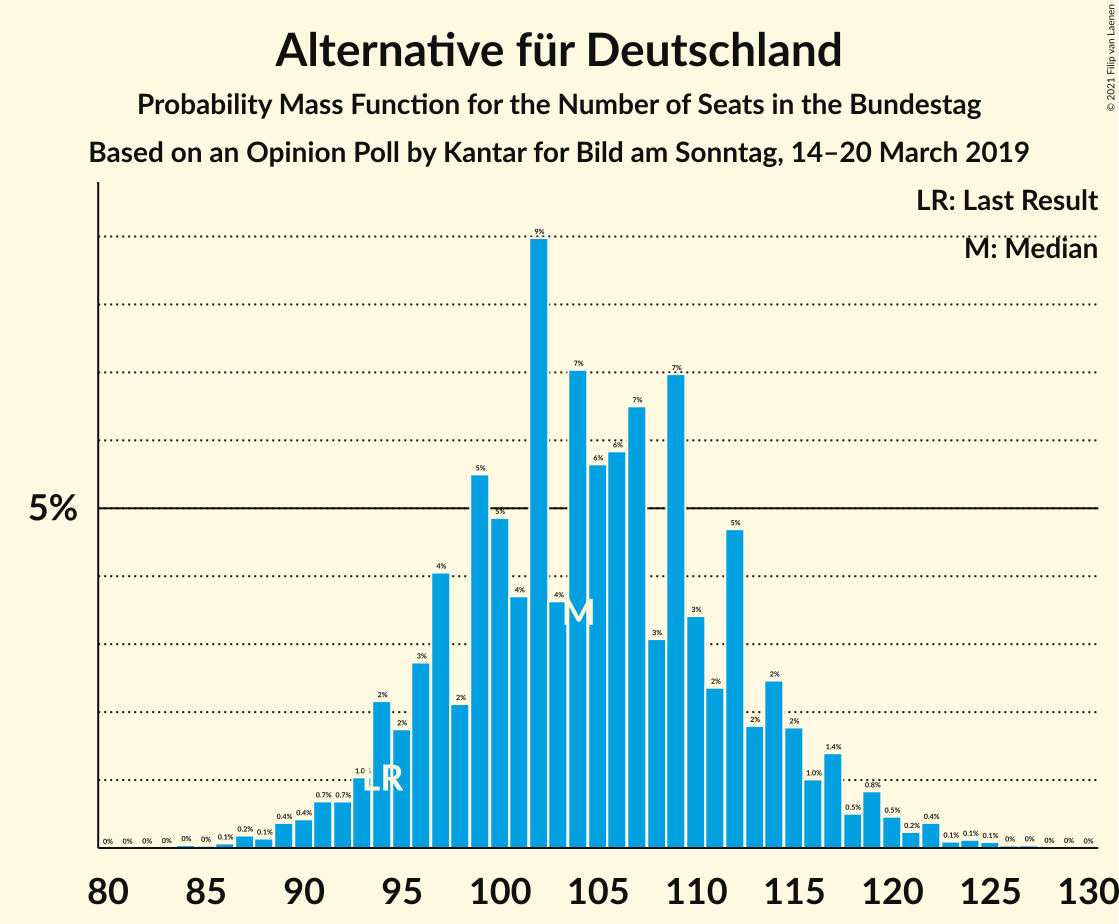 Alternative für Deutschland
Probability Mass Function for the Number of Seats in the Bundestag
Based on an Opinion Poll by Kantar for Bild am Sonntag, 14–20 March 2019
© 2021 Filip van Laenen
LR: Last Result
M: Median
5%
0% 0% 0% 0% 0% 0% 0.1% 0.2% 0.1% 0.4% 0.4% 0.7% 0.7% 1.0 2% 2% 3% 4% 2% 5% 5% 4% 9% 4% 7% 6% 6% 7% 3% 7% 3% 2% 5% 2% 2% 2% 1.0% 1.4% 0.5% 0.8% 0.5% 0.2% 0.4% 0.1% 0.1% 0.1% 0% 0% 0% 0% 0%
M
LR
80 85 90 95 100 105 110 115 120 125 130